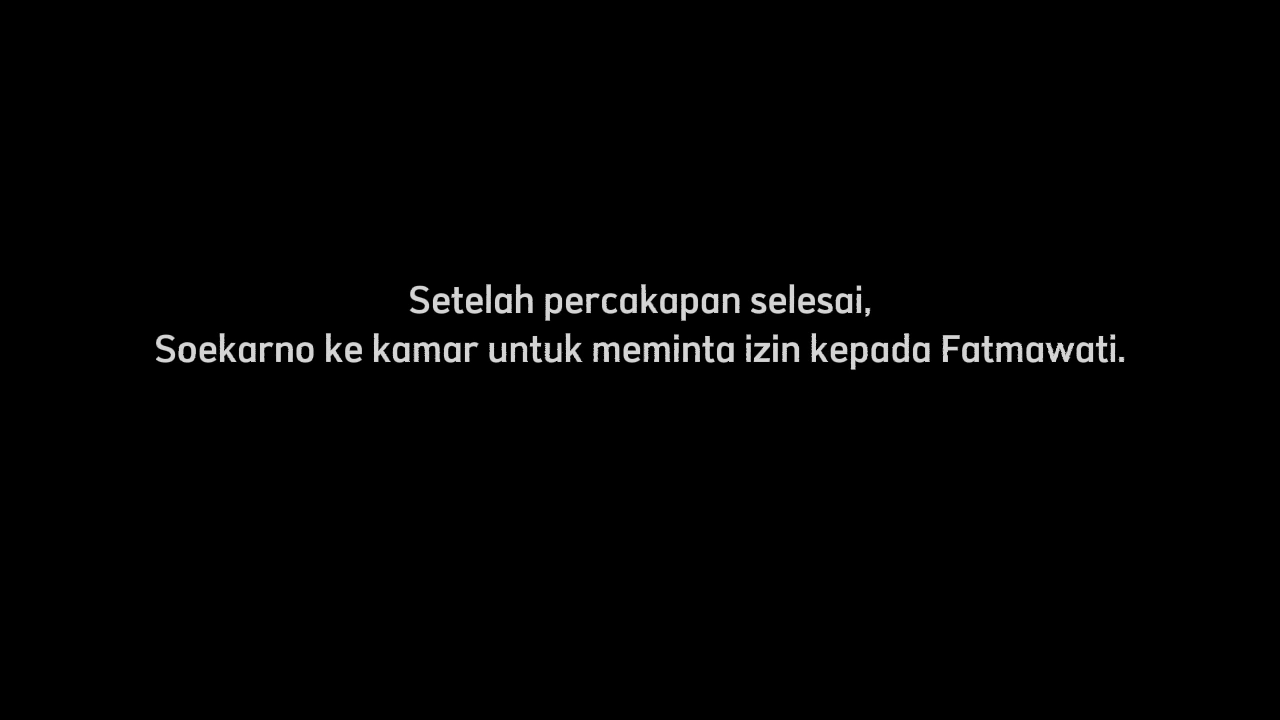 Setelah percakapan selesai,
Soekarno ke kamar untuk meminta izin kepada Fatmawati.